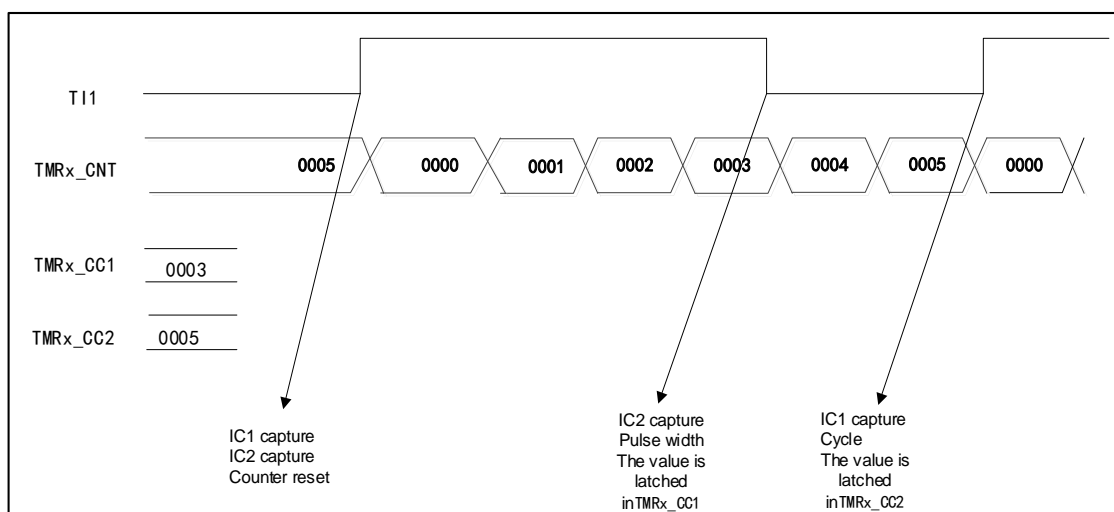 TI1
TMRx_CNT
0005 0000 0001 0002 0003 0004 0005 0000
TMRx_CC1
0003
TMRx_CC2
0005
IC1 capture
IC2 capture
Counter reset
IC2 capture
Pulse width
The value is
latched
inTMRx_CC1
IC1 capture
Cycle
The value is
latched
inTMRx_CC2